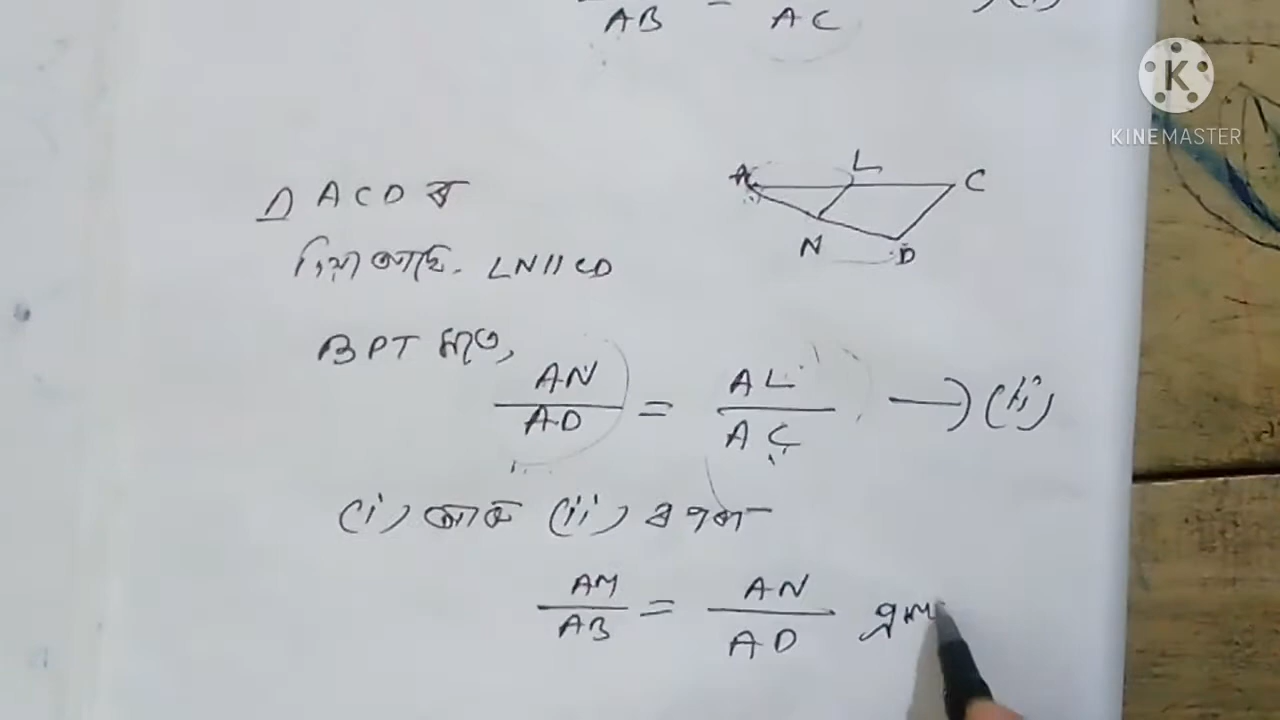 AB = AC
K
KINEMASTER
Δ ACD ৰ
A L C
N D
দিয়া আছে. LN || CD
BPT মতে,
AN/AD = AL/AC → (ii)
(i) আৰু (ii) ৰ পৰা
AM/AB = AN/AD